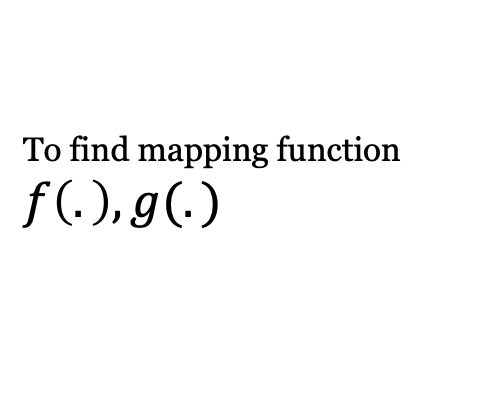 To find mapping function
f(.), g(.)